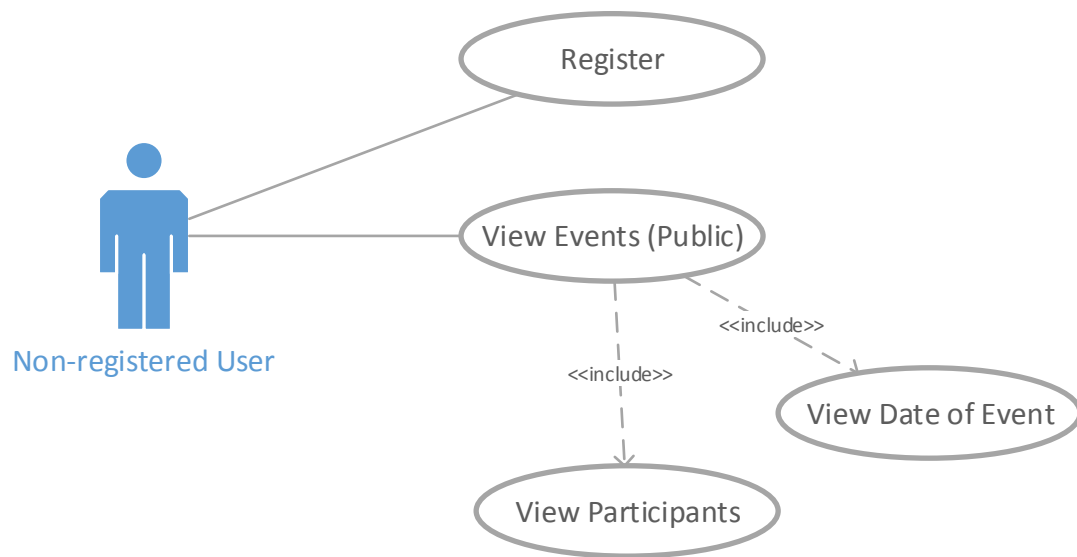 Register
View Events (Public)
<<include>>
Non-registered User
<<include>>
View Date of Event
View Participants